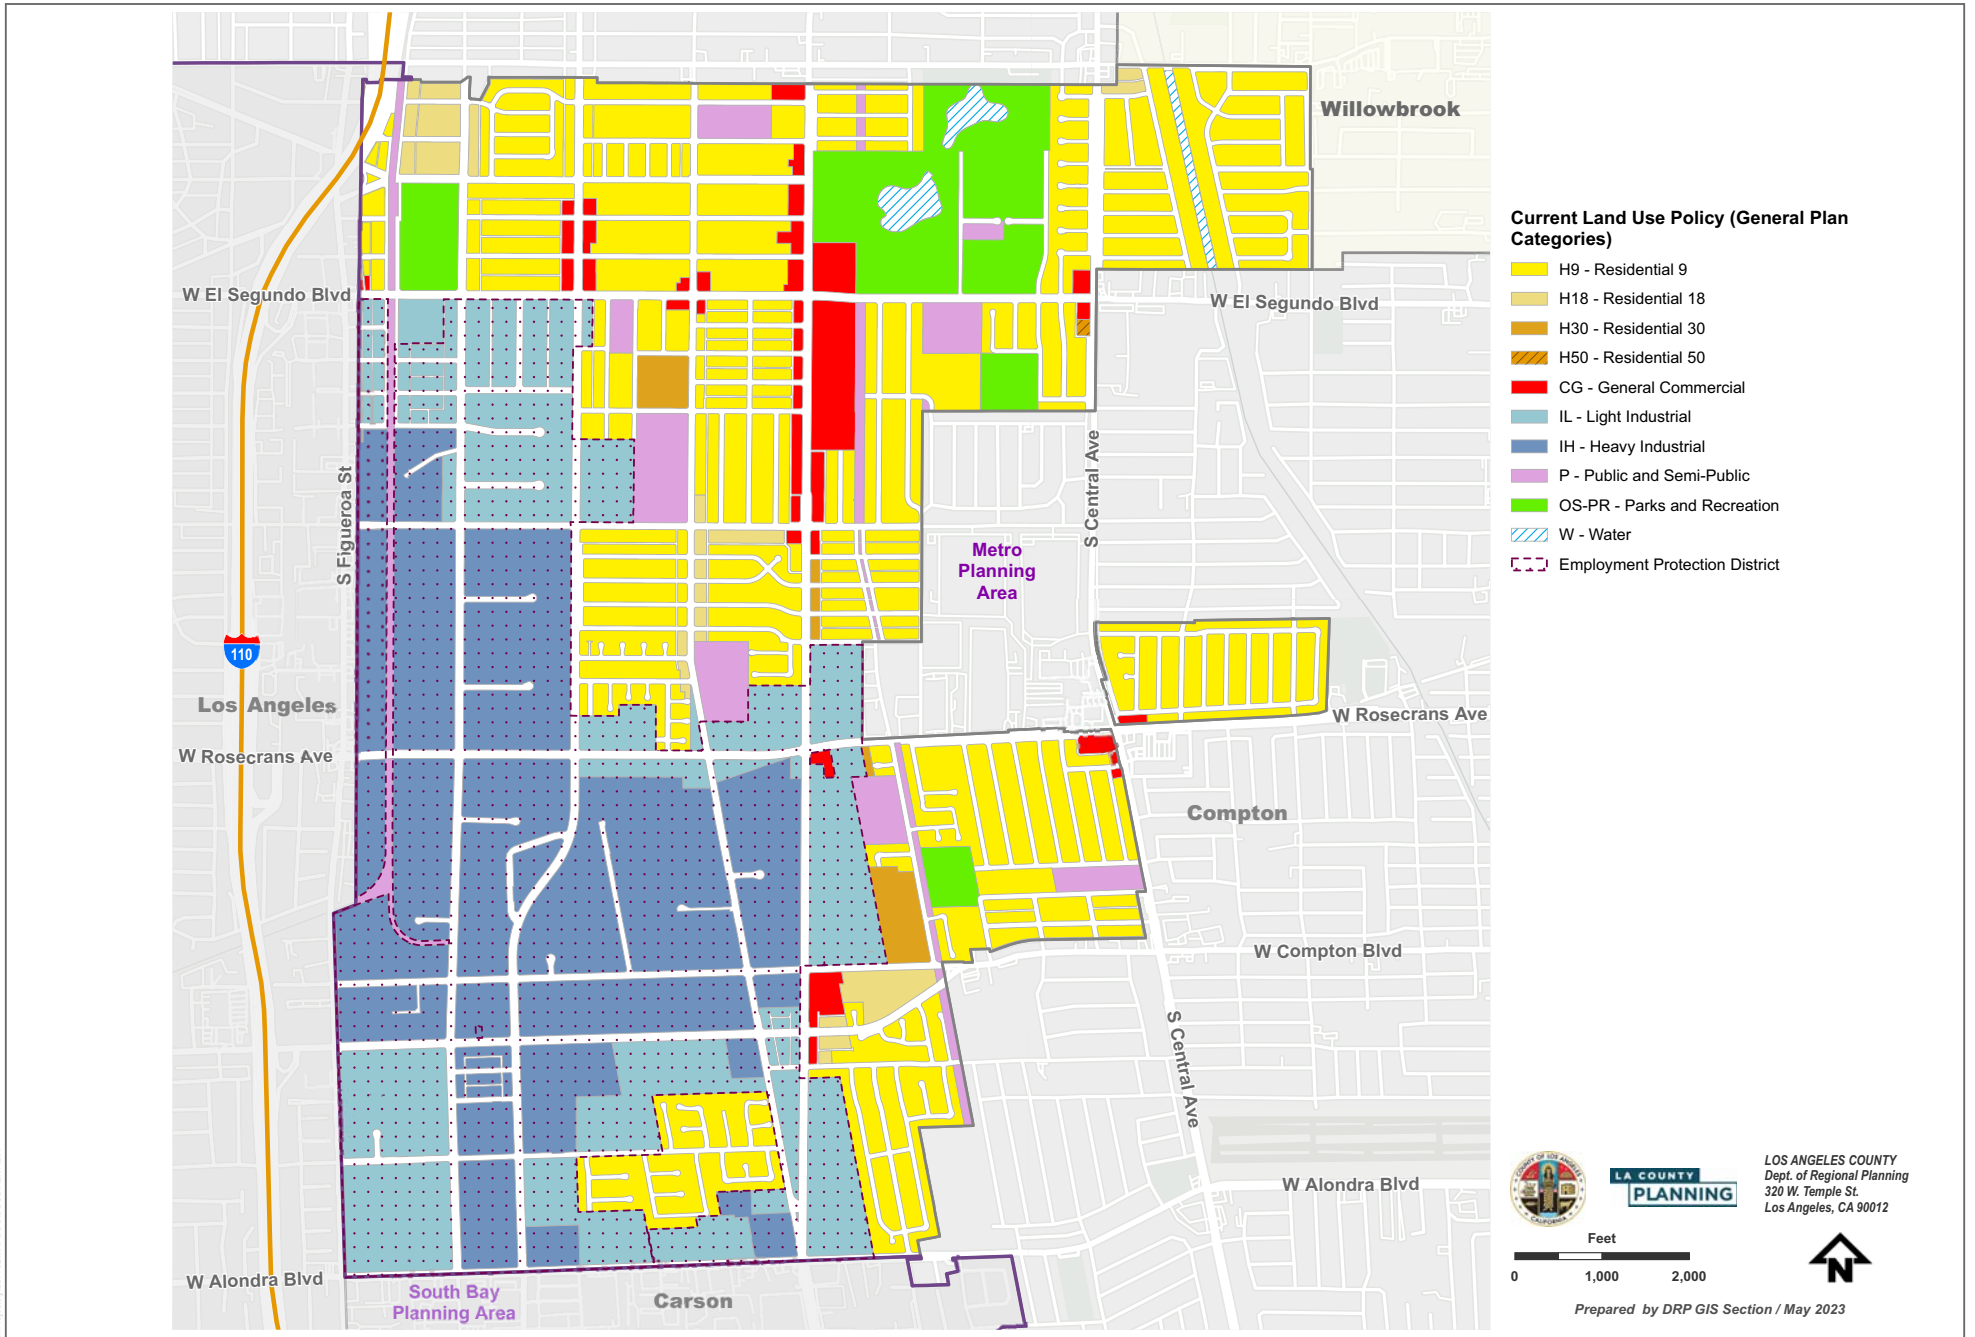 Willowbrook
W El Segundo Blvd
W El Segundo Blvd
S Figueroa St
S Central Ave
Metro
Planning
Area
110
Los Angeles
W Rosecrans Ave
W Rosecrans Ave
Compton
W Compton Blvd
S Central Ave
W Alondra Blvd
W Alondra Blvd
South Bay
Planning Area
Carson
Current Land Use Policy (General Plan
Categories)
H9 - Residential 9
H18 - Residential 18
H30 - Residential 30
H50 - Residential 50
CG - General Commercial
IL - Light Industrial
IH - Heavy Industrial
P - Public and Semi-Public
OS-PR - Parks and Recreation
W - Water
Employment Protection District
COUNTY OF LOS ANGELES
CALIFORNIA
LA COUNTY
PLANNING
LOS ANGELES COUNTY
Dept. of Regional Planning
320 W. Temple St.
Los Angeles, CA 90012
Feet
0 1,000 2,000
N
Prepared by DRP GIS Section / May 2023